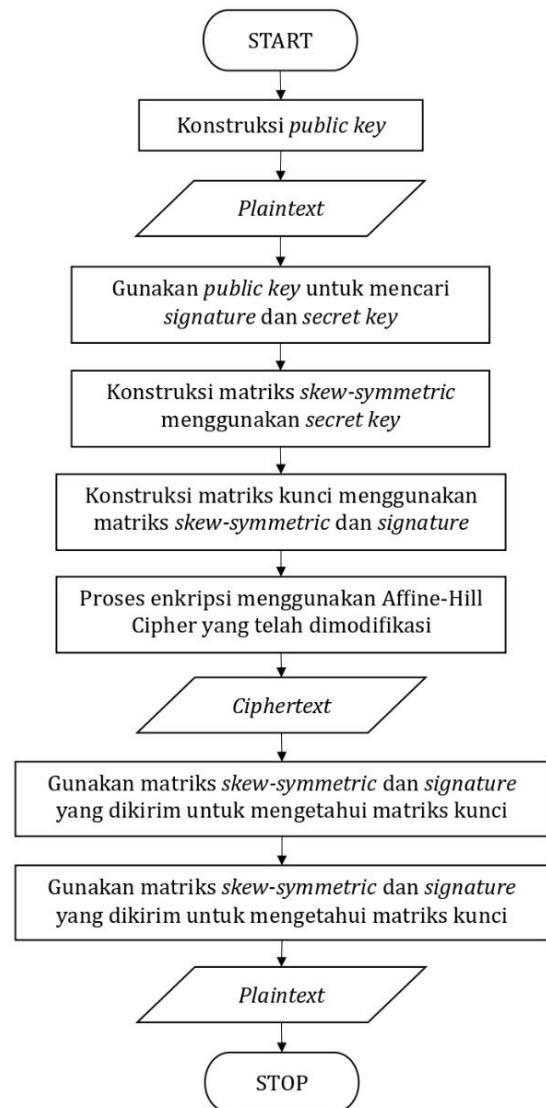 START
Konstruksi public key
Plaintext
Gunakan public key untuk mencari
signature dan secret key
Konstruksi matriks skew-symmetric
menggunakan secret key
Konstruksi matriks kunci menggunakan
matriks skew-symmetric dan signature
Proses enkripsi menggunakan Affine-Hill
Cipher yang telah dimodifikasi
Ciphertext
Gunakan matriks skew-symmetric dan signature
yang dikirim untuk mengetahui matriks kunci
Gunakan matriks skew-symmetric dan signature
yang dikirim untuk mengetahui matriks kunci
Plaintext
STOP